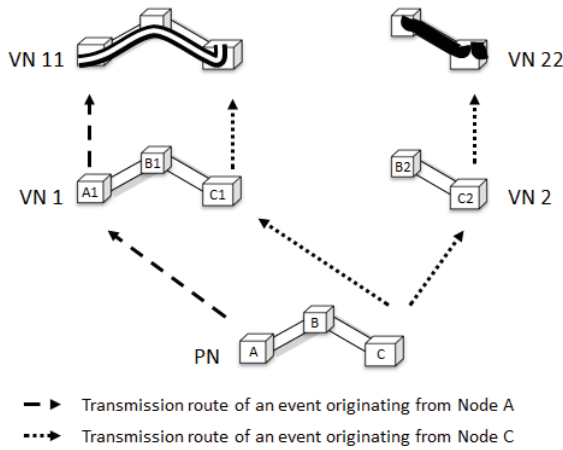 VN 11
VN 22
B1
B2
VN 1
A1
C1
C2
VN 2
B
PN
A
C
Transmission route of an event originating from Node A
Transmission route of an event originating from Node C